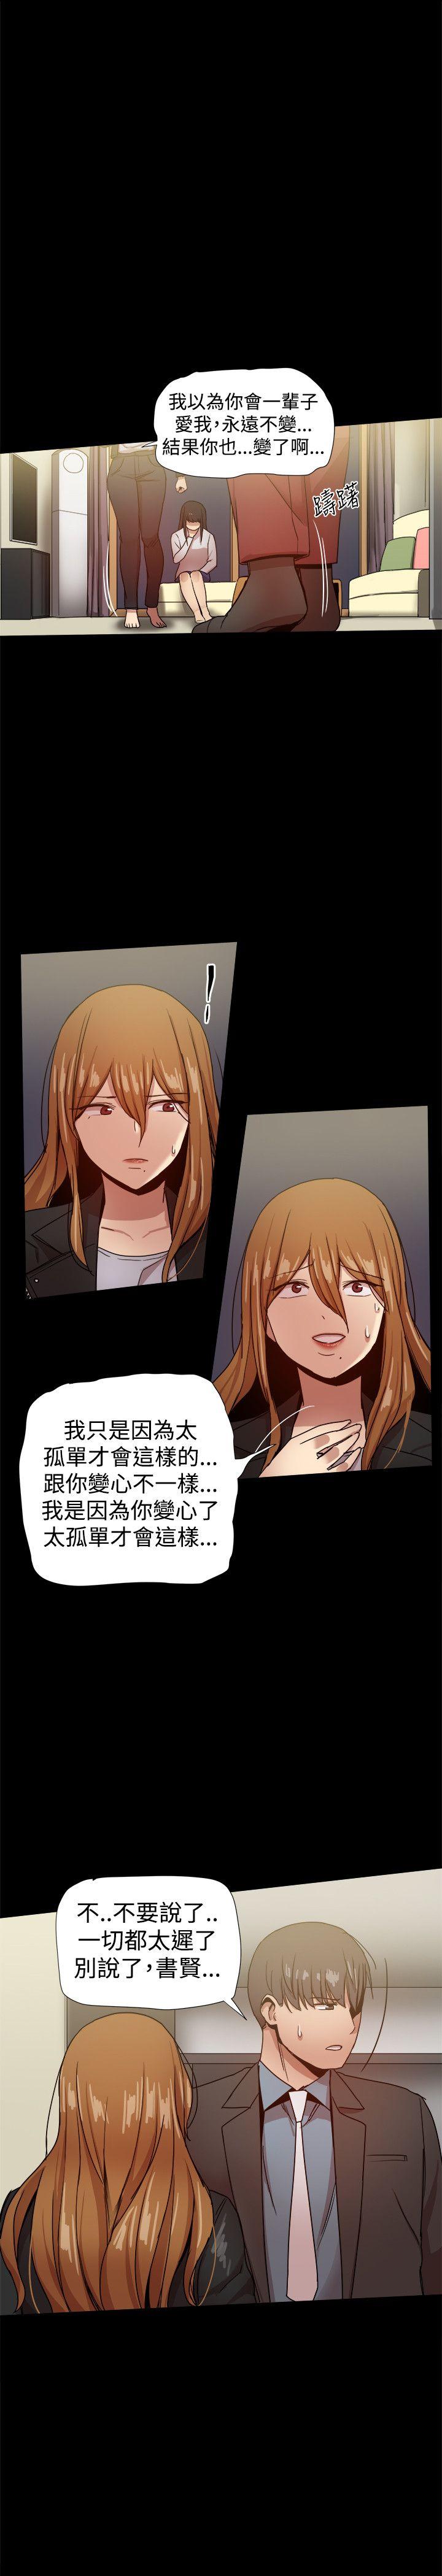 我以為你會一輩子
愛我,永遠不變...
結果你也...變了啊...
躊躇
!
我只是因為太
孤單才會這樣的...
跟你變心不一樣...
我是因為你變心了
太孤單才會這樣...
不..不要說了..
一切都太遲了
別說了,書賢...